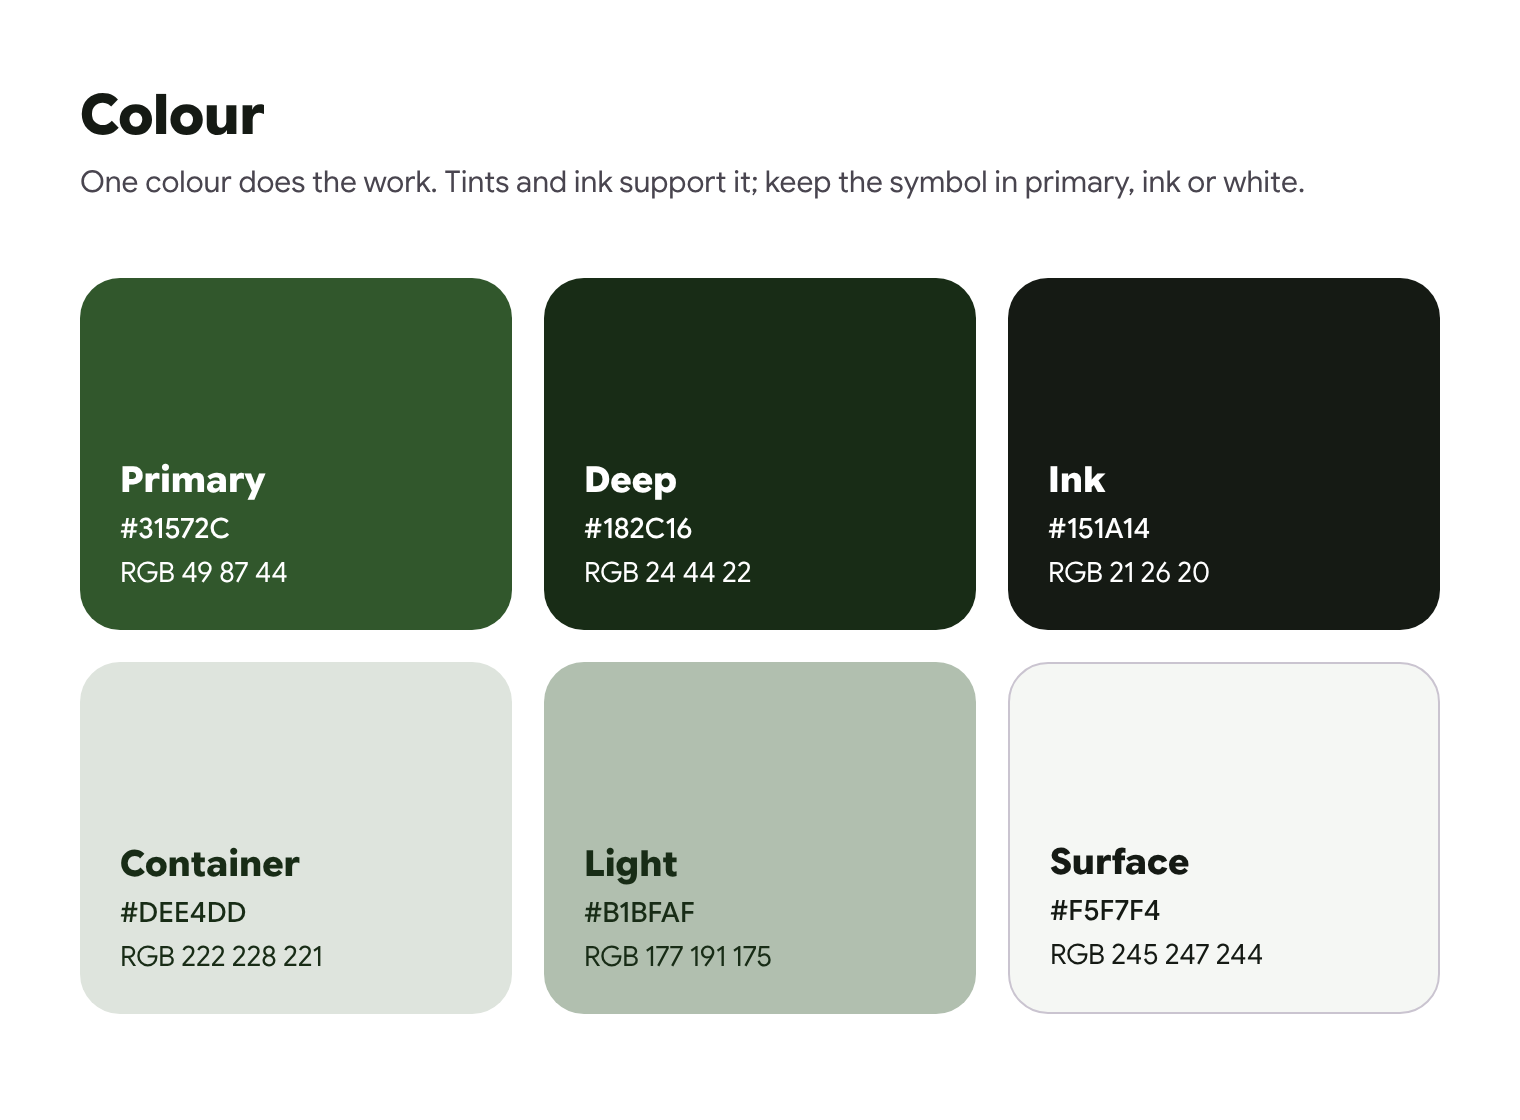 Colour
One colour does the work. Tints and ink support it; keep the symbol in primary, ink or white.
Primary
#31572C
RGB 49 87 44
Deep
#182C16
RGB 24 44 22
Ink
#151A14
RGB 21 26 20
Container
#DEE4DD
RGB 222 228 221
Light
#B1BFAF
RGB 177 191 175
Surface
#F5F7F4
RGB 245 247 244